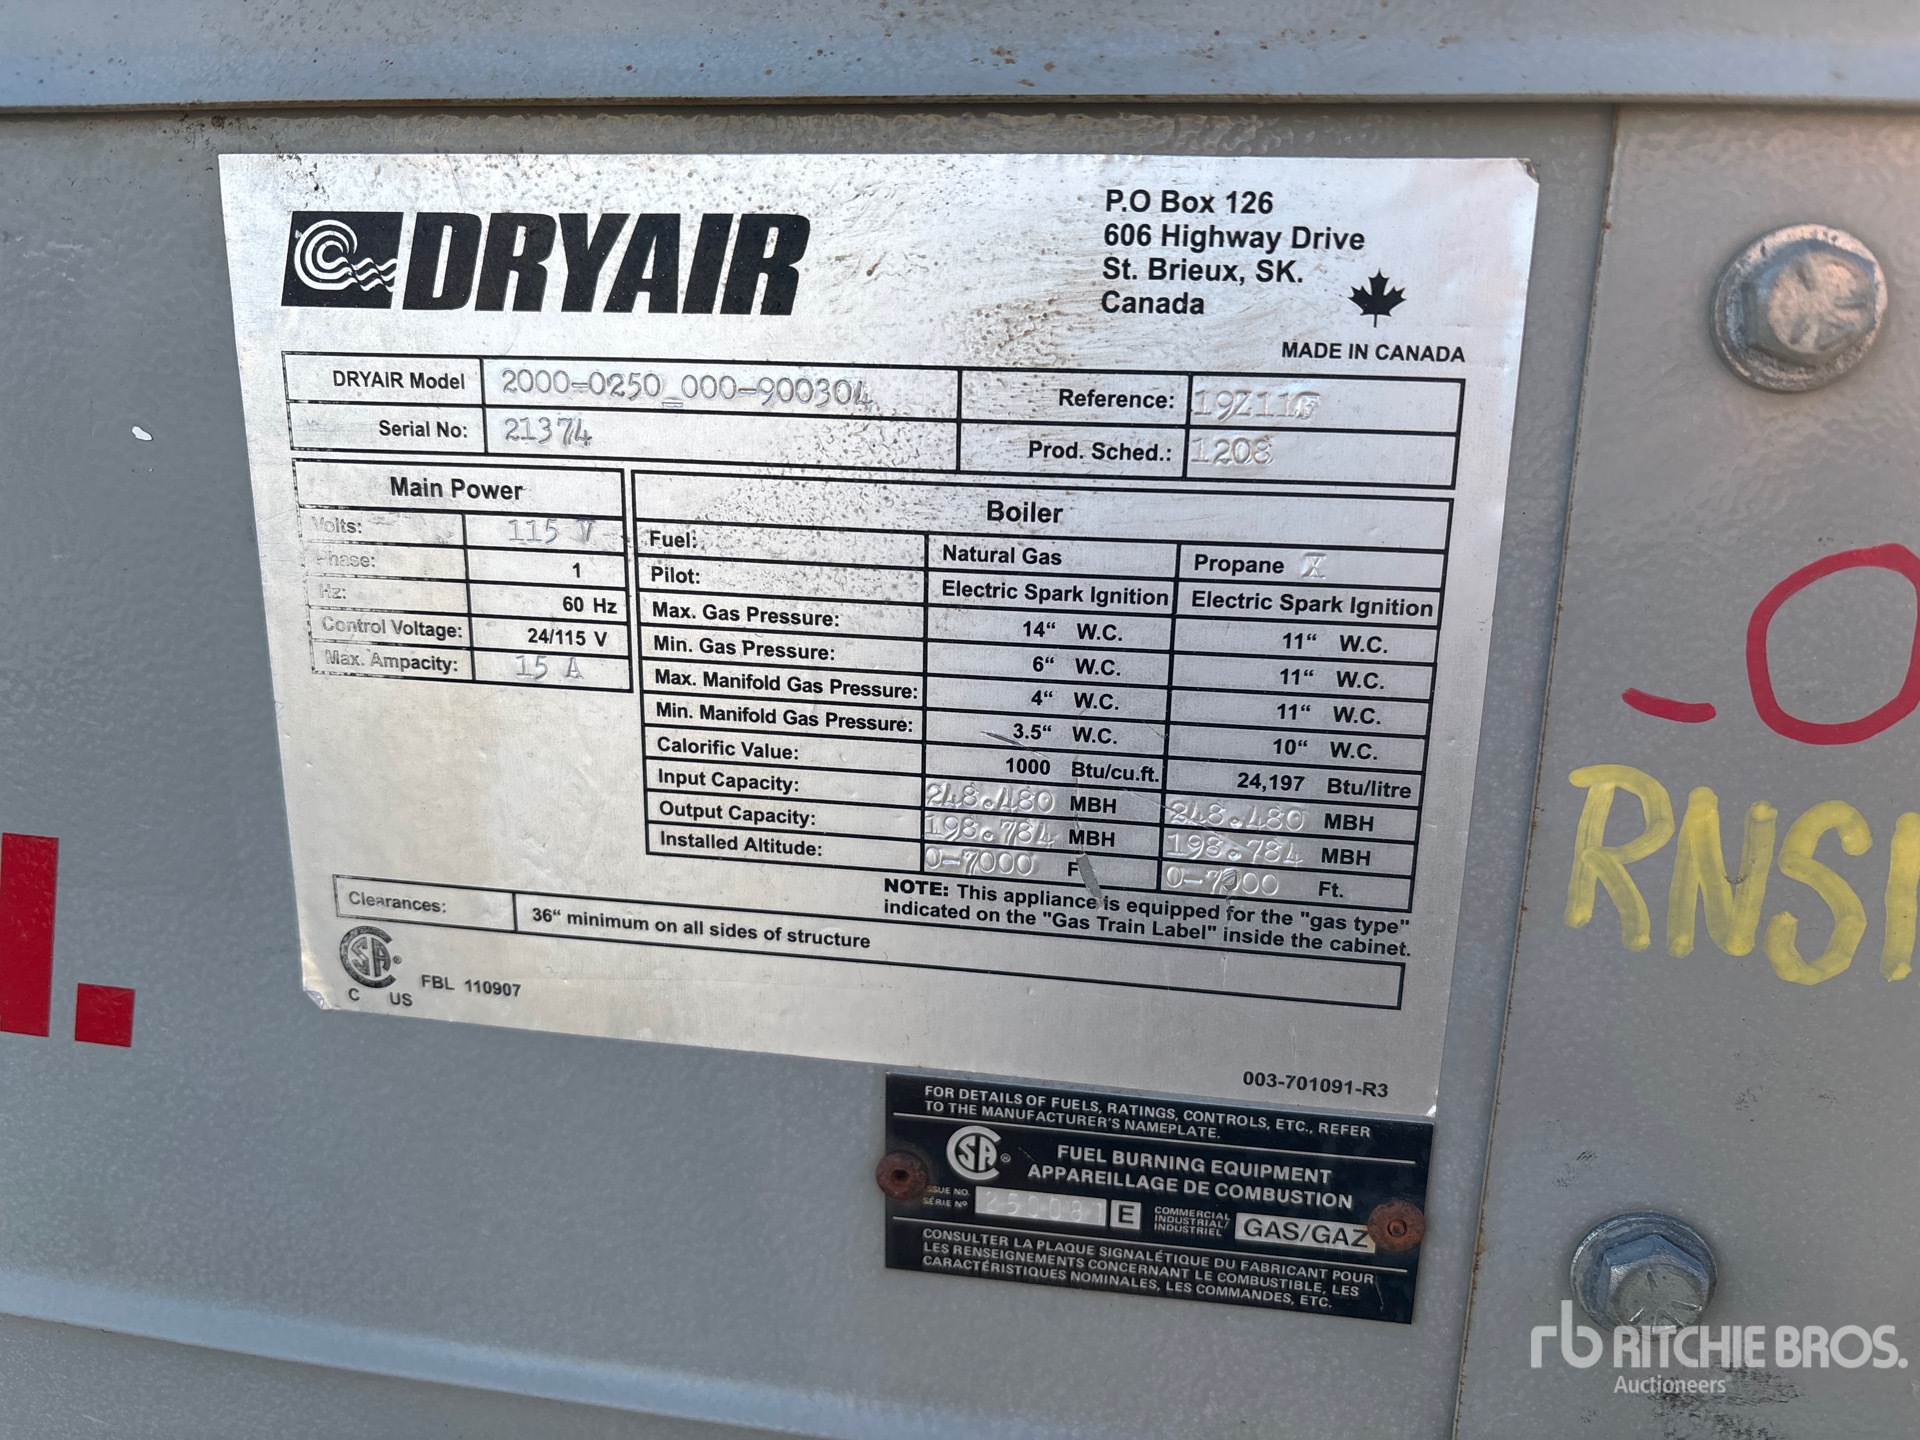 DRYAIR
P.O Box 126
606 Highway Drive
St. Brieux, SK.
Canada
MADE IN CANADA
DRYAIR Model 2000-0250_000-900304 Reference: 19Z11F
Serial No: 21374 Prod. Sched.: 1208
Main Power
Volts: 115 V
Phase: 1
Hz: 60 Hz
Control Voltage: 24/115 V
Max. Ampacity: 15 A
Boiler
Fuel: Natural Gas Propane X
Pilot: Electric Spark Ignition Electric Spark Ignition
Max. Gas Pressure: 14“ W.C. 11“ W.C.
Min. Gas Pressure: 6“ W.C. 11“ W.C.
Max. Manifold Gas Pressure: 4“ W.C. 11“ W.C.
Min. Manifold Gas Pressure: 3.5“ W.C. 10“ W.C.
Calorific Value: 1000 Btu/cu.ft. 24,197 Btu/litre
Input Capacity: 248.480 MBH 248.480 MBH
Output Capacity: 198.784 MBH 198.784 MBH
Installed Altitude: 0-7000 F 0-7000 Ft.
NOTE: This appliance is equipped for the "gas type"
indicated on the "Gas Train Label" inside the cabinet.
Clearances: 36“ minimum on all sides of structure
CSA®
C US FBL 110907
003-701091-R3
FOR DETAILS OF FUELS, RATINGS, CONTROLS, ETC., REFER
TO THE MANUFACTURER'S NAMEPLATE.
CSA®
FUEL BURNING EQUIPMENT
APPAREILLAGE DE COMBUSTION
ISSUE NO.
SÉRIE Nº 250081 E
COMMERCIAL
INDUSTRIAL/
INDUSTRIEL
GAS/GAZ
CONSULTER LA PLAQUE SIGNALÉTIQUE DU FABRICANT POUR
LES RENSEIGNEMENTS CONCERNANT LE COMBUSTIBLE, LES
CARACTÉRISTIQUES NOMINALES, LES COMMANDES, ETC.
-O
RNSI
rb RITCHIE BROS.
Auctioneers